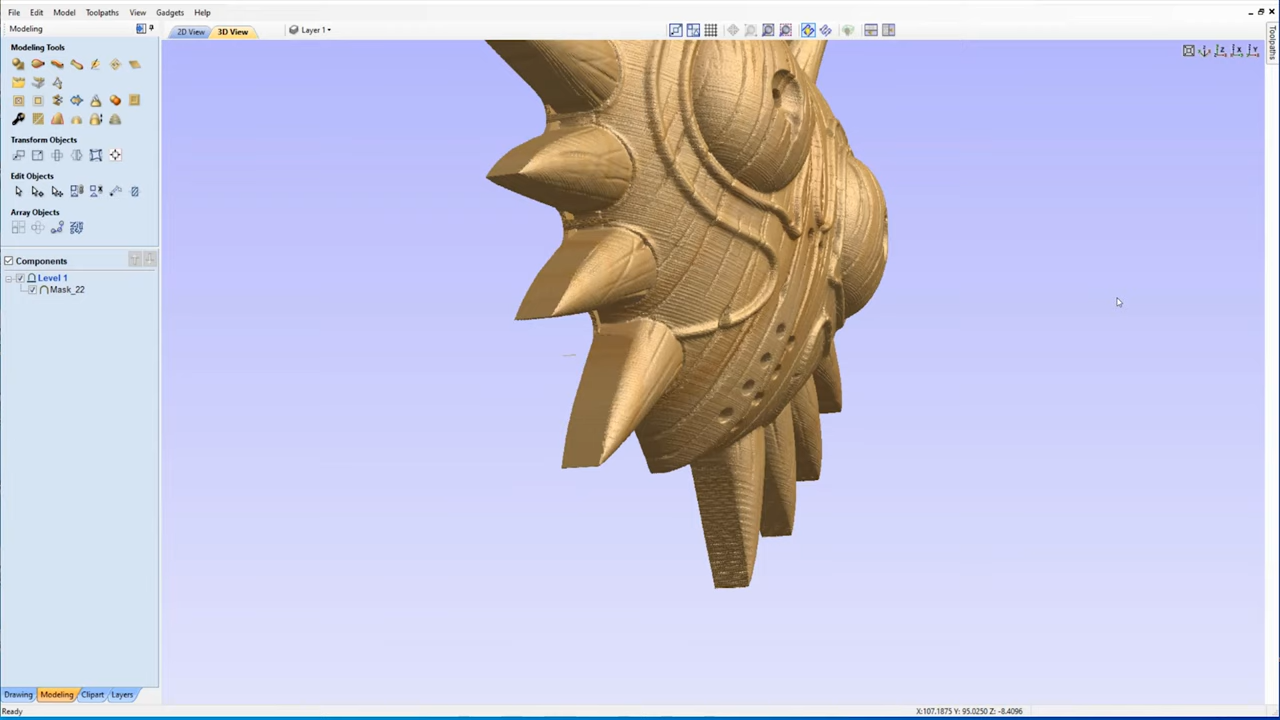 File Edit Model Toolpaths View Gadgets Help
Modeling
2D View 3D View Layer 1
Toolpaths
Modeling Tools
Transform Objects
Edit Objects
Array Objects
Components
Level 1
Mask_22
Drawing Modeling Clipart Layers
Ready X:107.1875 Y: 95.0250 Z: -8.4096